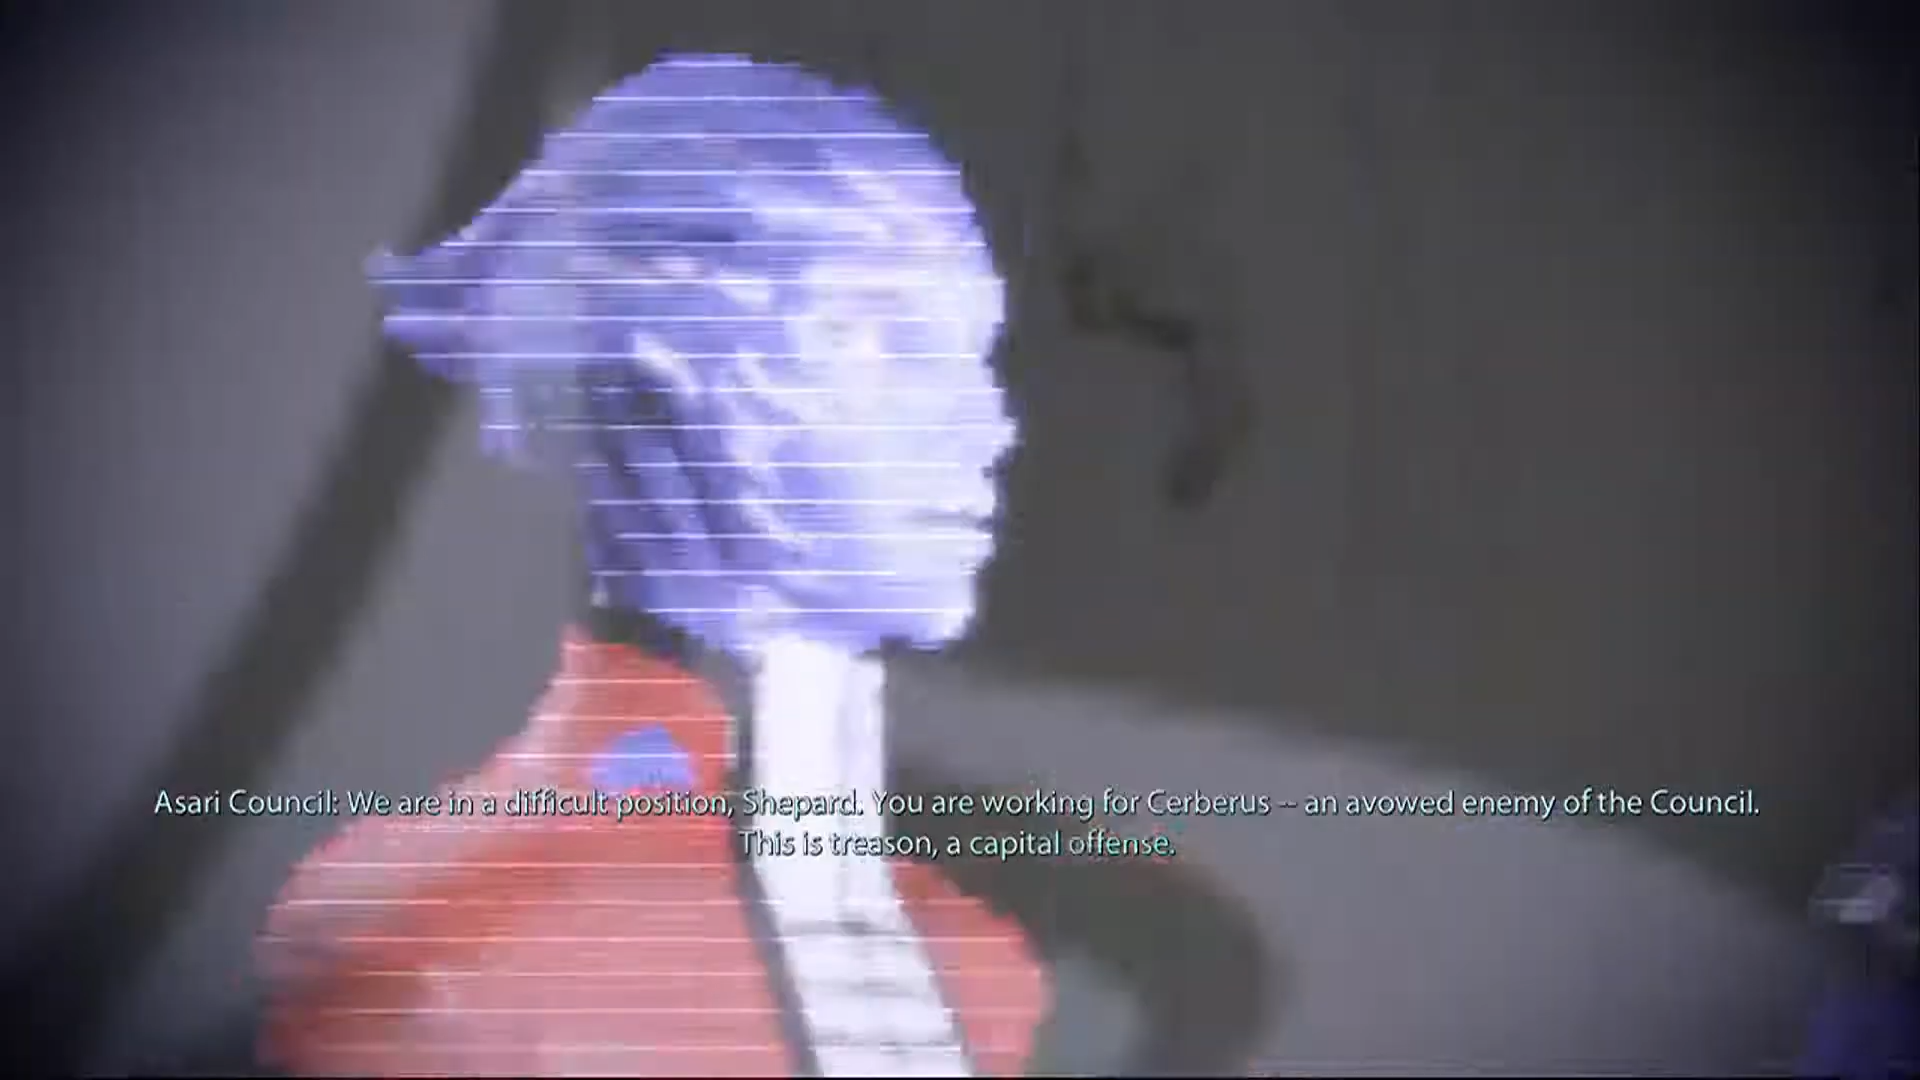 Asari Council: We are in a difficult position, Shepard. You are working for Cerberus -- an avowed enemy of the Council.
This is treason, a capital offense.